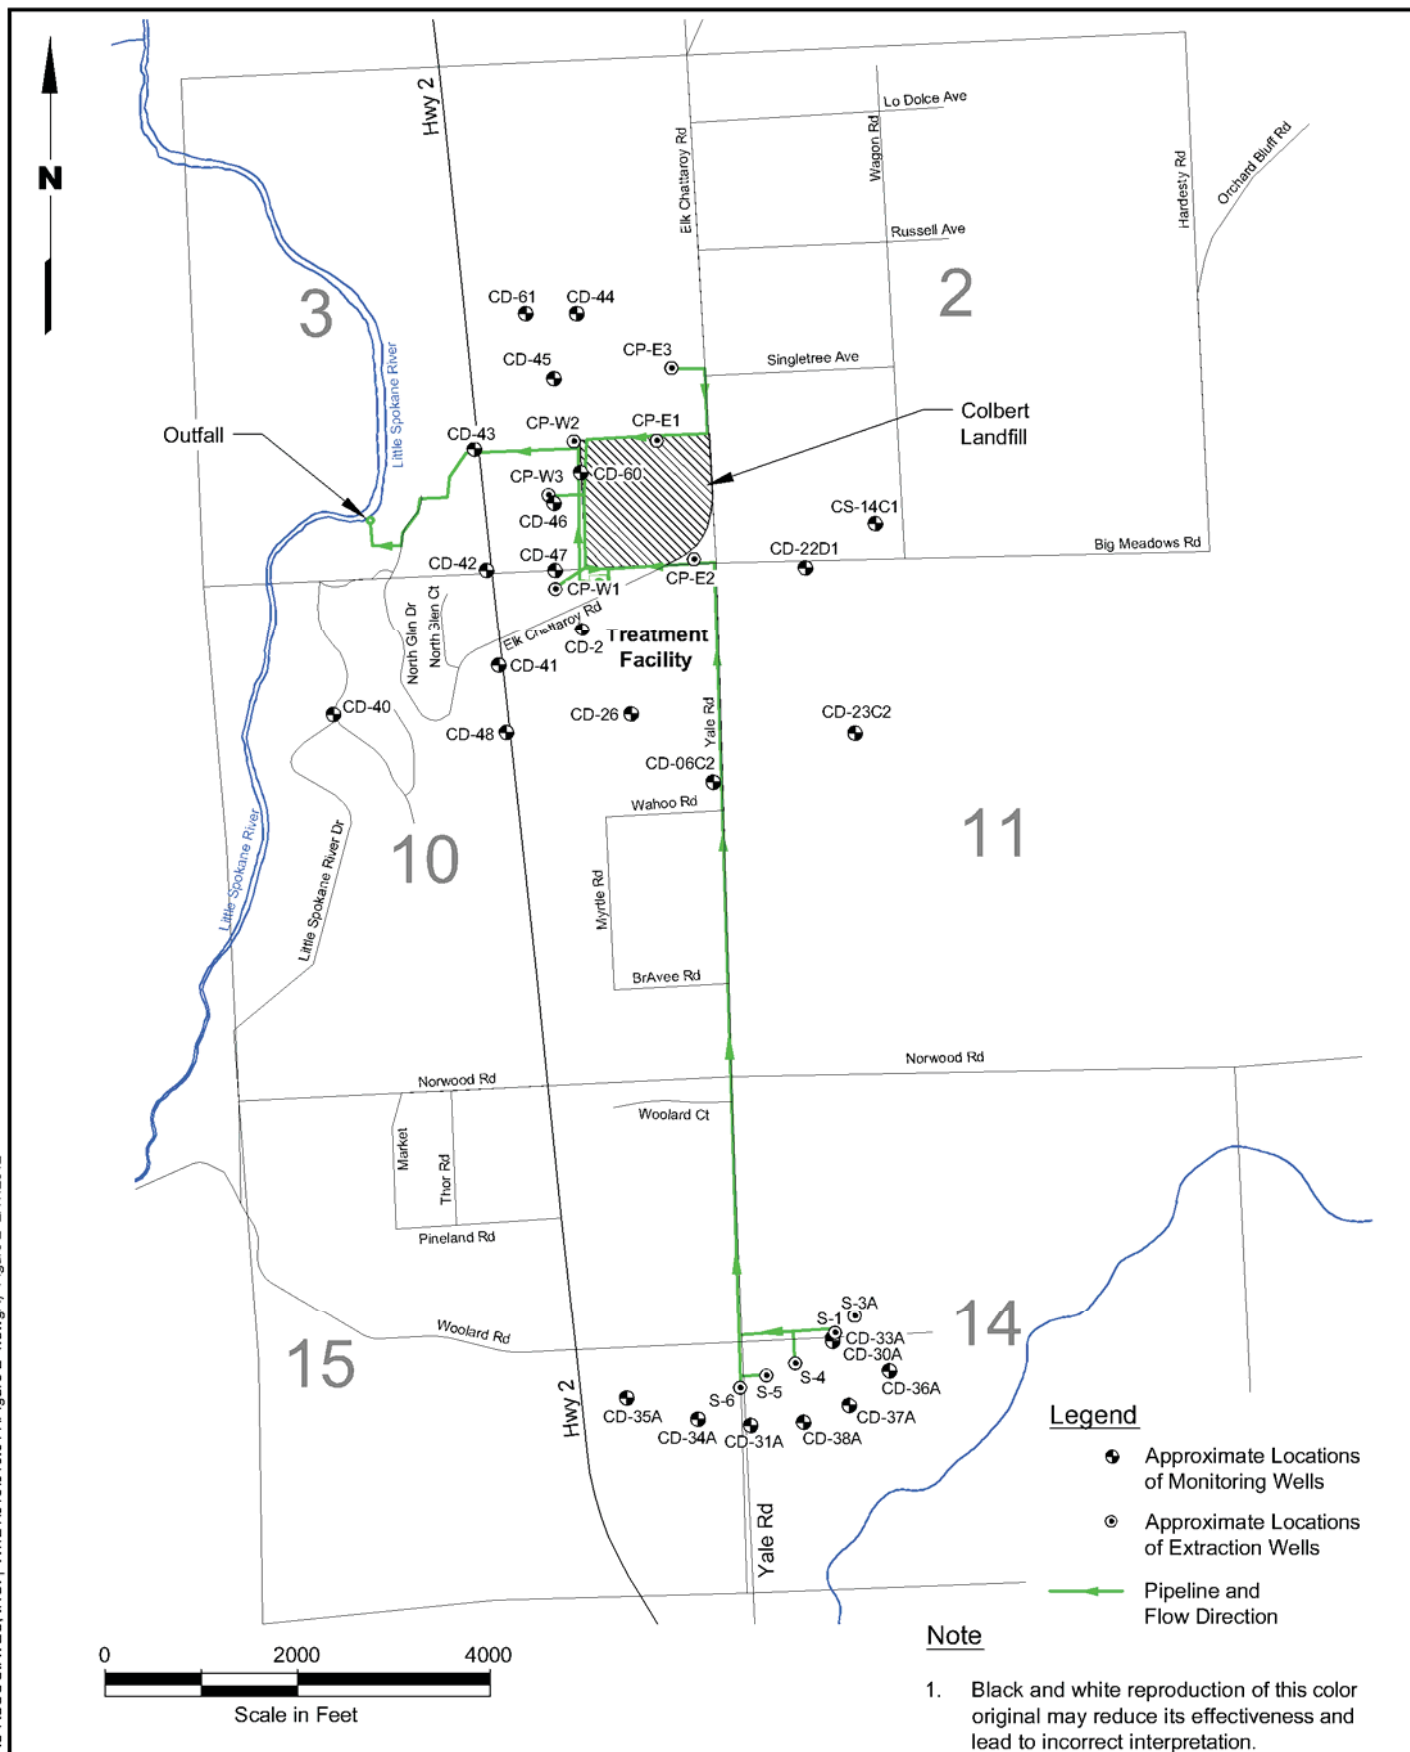 Hwy 2
Lo Dolce Ave
Elk Chattaroy Rd
Wagon Rd
Hardesty Rd
Orchard Bluff Rd
N
Russell Ave
3
2
CD-61
CD-44
CP-E3
CD-45
Singletree Ave
Little Spokane River
Outfall
CD-43
CP-W2
CP-E1
Colbert
Landfill
CP-W3
CD-60
CD-46
CS-14C1
CD-42
CD-47
CD-22D1
Big Meadows Rd
CP-W1
CP-E2
North Glin Dr
North Glen Ct
Elk Chattaroy Rd
CD-2
Treatment
Facility
CD-41
CD-40
CD-26
CD-23C2
CD-48
Yale Rd
CD-06C2
Wahoo Rd
10
11
Little Spokane River
Little Spokane River Dr
Myrtle Rd
BrAvee Rd
Norwood Rd
Norwood Rd
Woolard Ct
Market
Thor Rd
Pineland Rd
S-3A
S-1
14
Woolard Rd
CD-33A
CD-30A
15
S-4
CD-36A
S-5
S-6
Hwy 2
CD-35A
CD-34A
CD-31A
CD-38A
CD-37A
Yale Rd
Legend
Approximate Locations
of Monitoring Wells
Approximate Locations
of Extraction Wells
Pipeline and
Flow Direction
0
2000
4000
Scale in Feet
Note
1. Black and white reproduction of this color
original may reduce its effectiveness and
lead to incorrect interpretation.